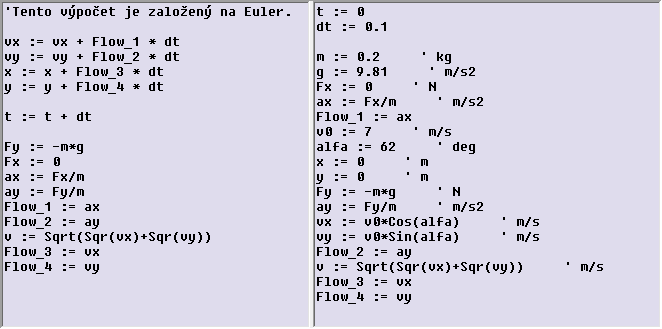 'Tento výpočet je založený na Euler.
vx := vx + Flow_1 * dt
vy := vy + Flow_2 * dt
x := x + Flow_3 * dt
y := y + Flow_4 * dt
t := t + dt
Fy := -m*g
Fx := 0
ax := Fx/m
ay := Fy/m
Flow_1 := ax
Flow_2 := ay
v := Sqrt(Sqr(vx)+Sqr(vy))
Flow_3 := vx
Flow_4 := vy
t := 0
dt := 0.1
m := 0.2 ' kg
g := 9.81 ' m/s2
Fx := 0 ' N
ax := Fx/m ' m/s2
Flow_1 := ax
v0 := 7 ' m/s
alfa := 62 ' deg
x := 0 ' m
y := 0 ' m
Fy := -m*g ' N
ay := Fy/m ' m/s2
vx := v0*Cos(alfa) ' m/s
vy := v0*Sin(alfa) ' m/s
Flow_2 := ay
v := Sqrt(Sqr(vx)+Sqr(vy)) ' m/s
Flow_3 := vx
Flow_4 := vy